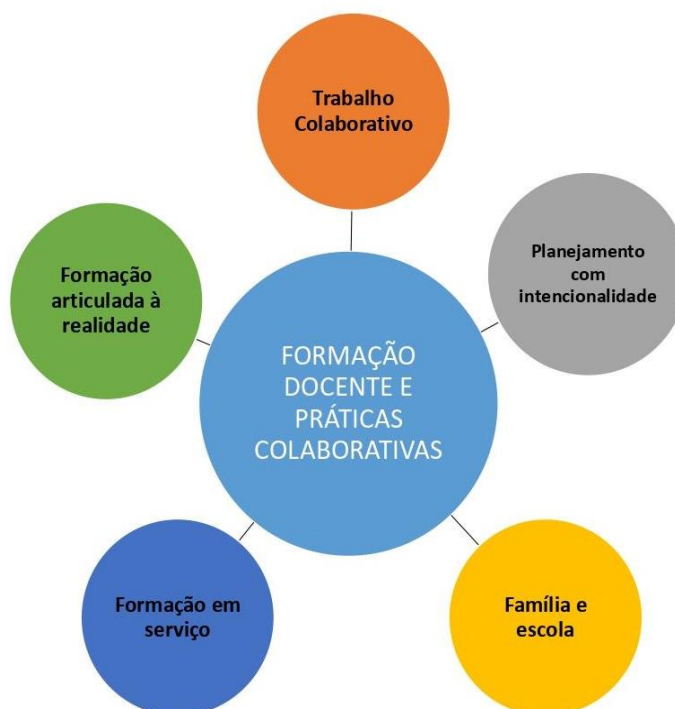 Trabalho
Colaborativo
Planejamento
com
intencionalidade
Formação
articulada à
realidade
FORMAÇÃO
DOCENTE E
PRÁTICAS
COLABORATIVAS
Formação em
serviço
Família e
escola